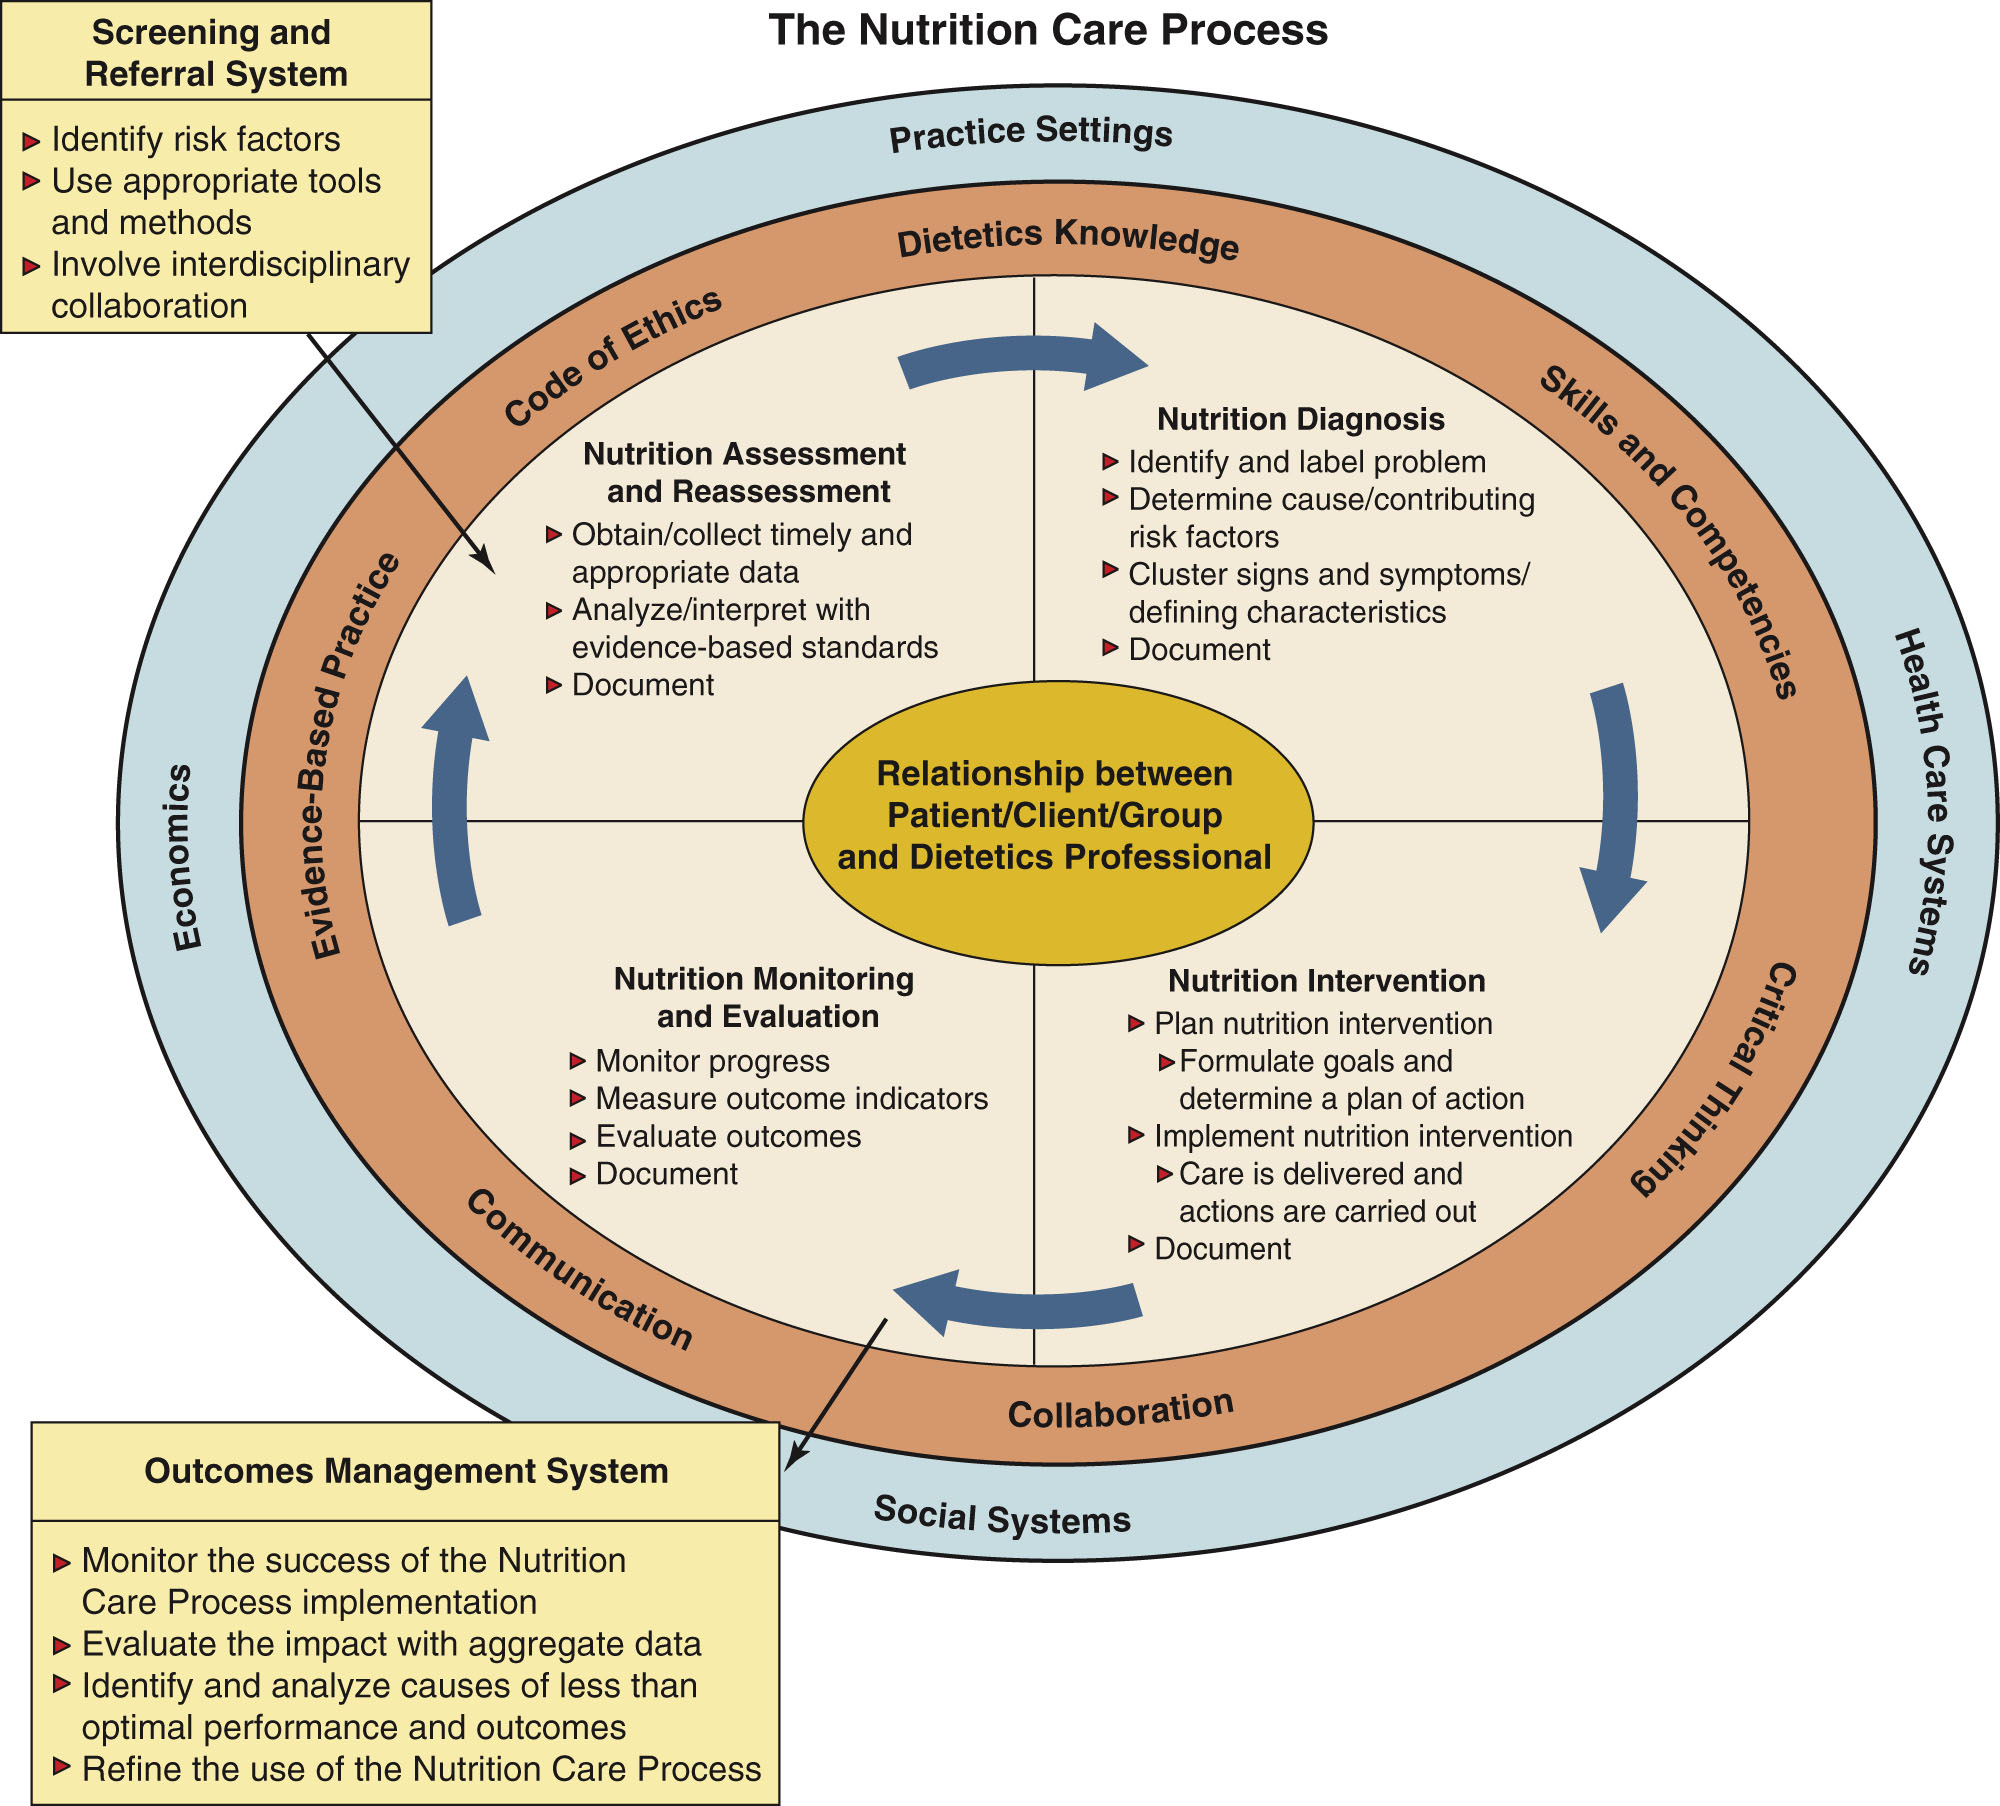 The Nutrition Care Process
Screening and
Referral System
Identify risk factors
Use appropriate tools
and methods
Involve interdisciplinary
collaboration
Practice Settings
Dietetics Knowledge
Code of Ethics
Skills and Competencies
Evidence-Based Practice
Economics
Health Care Systems
Critical Thinking
Communication
Collaboration
Social Systems
Nutrition Assessment
and Reassessment
Obtain/collect timely and
appropriate data
Analyze/interpret with
evidence-based standards
Document
Nutrition Diagnosis
Identify and label problem
Determine cause/contributing
risk factors
Cluster signs and symptoms/
defining characteristics
Document
Relationship between
Patient/Client/Group
and Dietetics Professional
Nutrition Monitoring
and Evaluation
Monitor progress
Measure outcome indicators
Evaluate outcomes
Document
Nutrition Intervention
Plan nutrition intervention
Formulate goals and
determine a plan of action
Implement nutrition intervention
Care is delivered and
actions are carried out
Document
Outcomes Management System
Monitor the success of the Nutrition
Care Process implementation
Evaluate the impact with aggregate data
Identify and analyze causes of less than
optimal performance and outcomes
Refine the use of the Nutrition Care Process